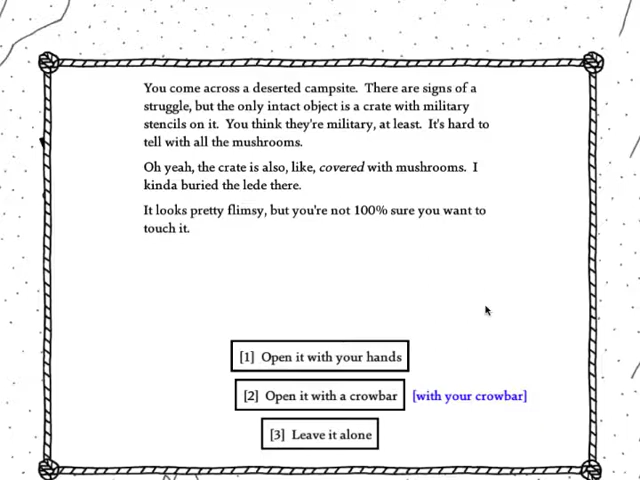 You come across a deserted campsite.  There are signs of a
struggle, but the only intact object is a crate with military
stencils on it.  You think they're military, at least.  It's hard to
tell with all the mushrooms.
Oh yeah, the crate is also, like, covered with mushrooms.  I
kinda buried the lede there.
It looks pretty flimsy, but you're not 100% sure you want to
touch it.
[1]  Open it with your hands
[2]  Open it with a crowbar  [with your crowbar]
[3]  Leave it alone